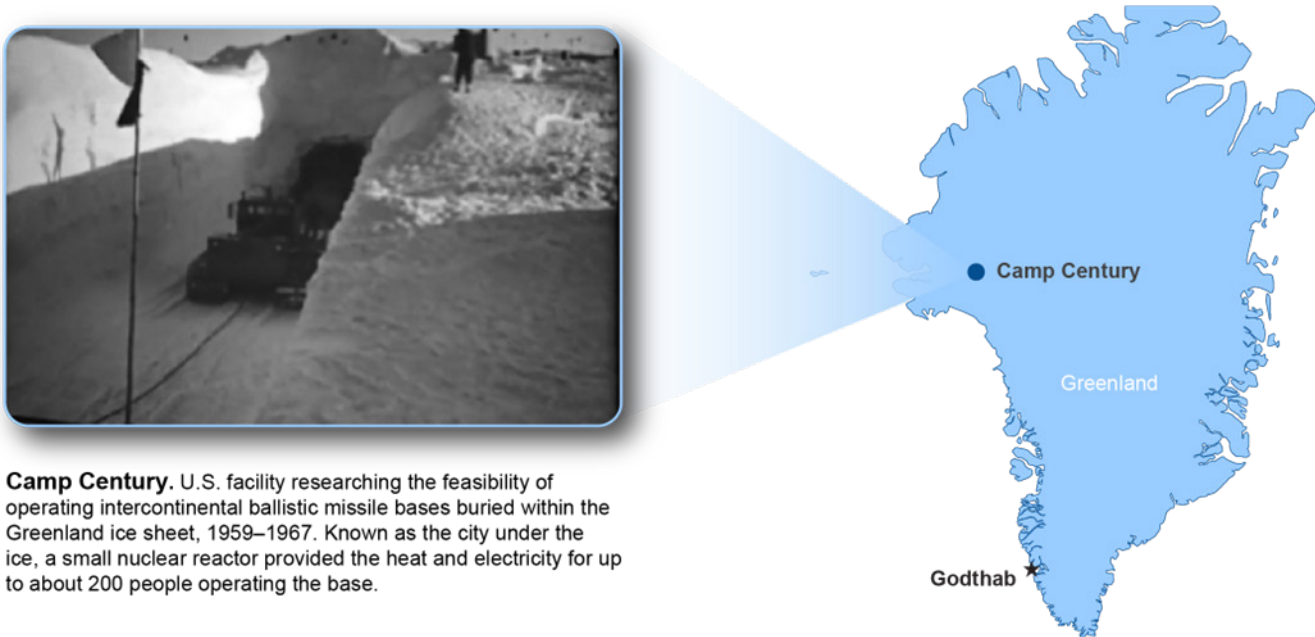 Camp Century
Greenland
Godthab
Camp Century. U.S. facility researching the feasibility of
operating intercontinental ballistic missile bases buried within the
Greenland ice sheet, 1959–1967. Known as the city under the
ice, a small nuclear reactor provided the heat and electricity for up
to about 200 people operating the base.